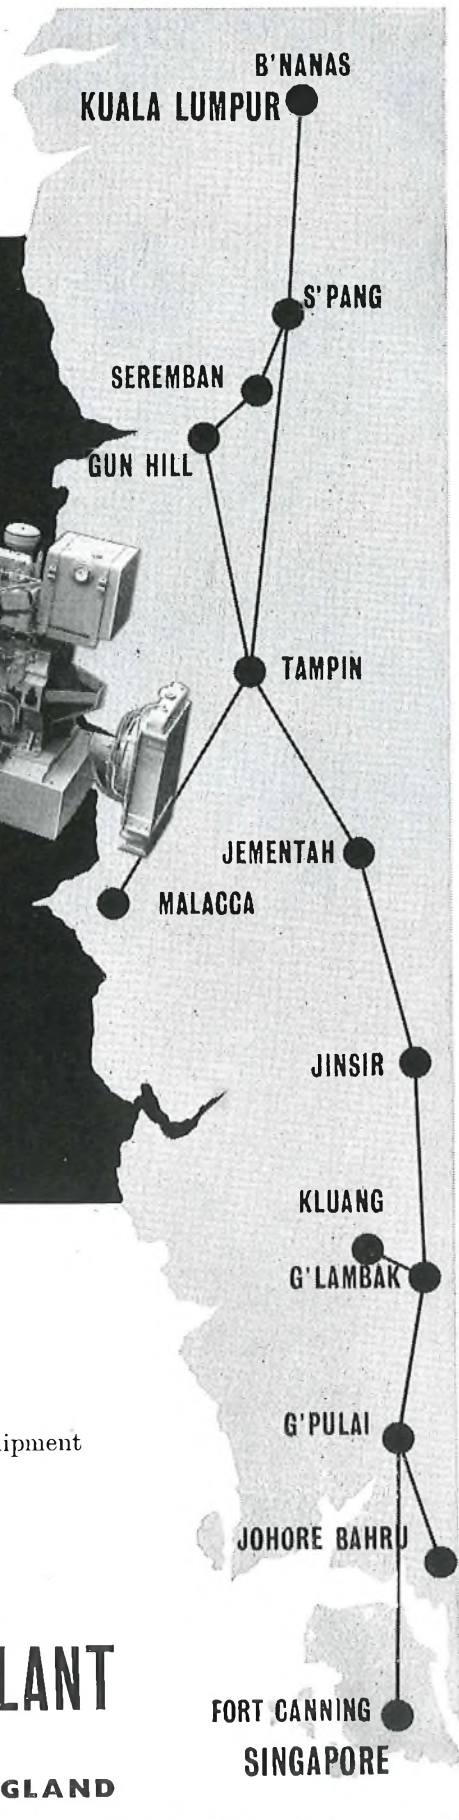 B'NANAS
KUALA LUMPUR
S'PANG
SEREMBAN
GUN HILL
TAMPIN
JEMENTAH
MALACCA
JINSIR
KLUANG
G'LAMBAK
G'PULAI
ipment
JOHORE BAHRU
LANT
FORT CANNING
SINGAPORE
GLAND